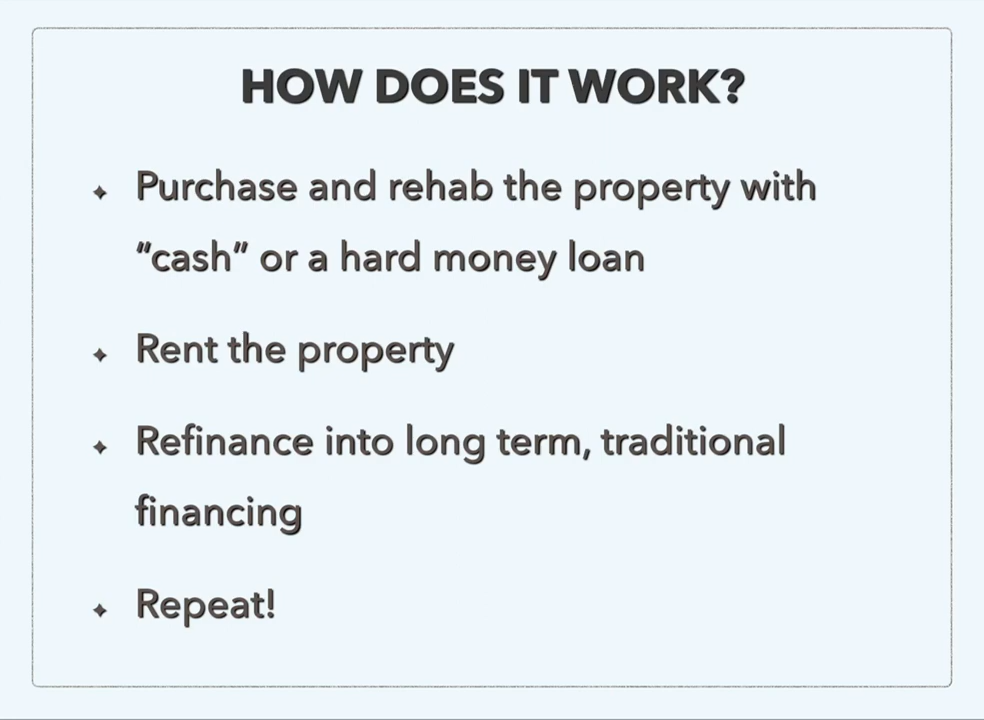 HOW DOES IT WORK?
Purchase and rehab the property with
“cash” or a hard money loan
Rent the property
Refinance into long term, traditional
financing
Repeat!